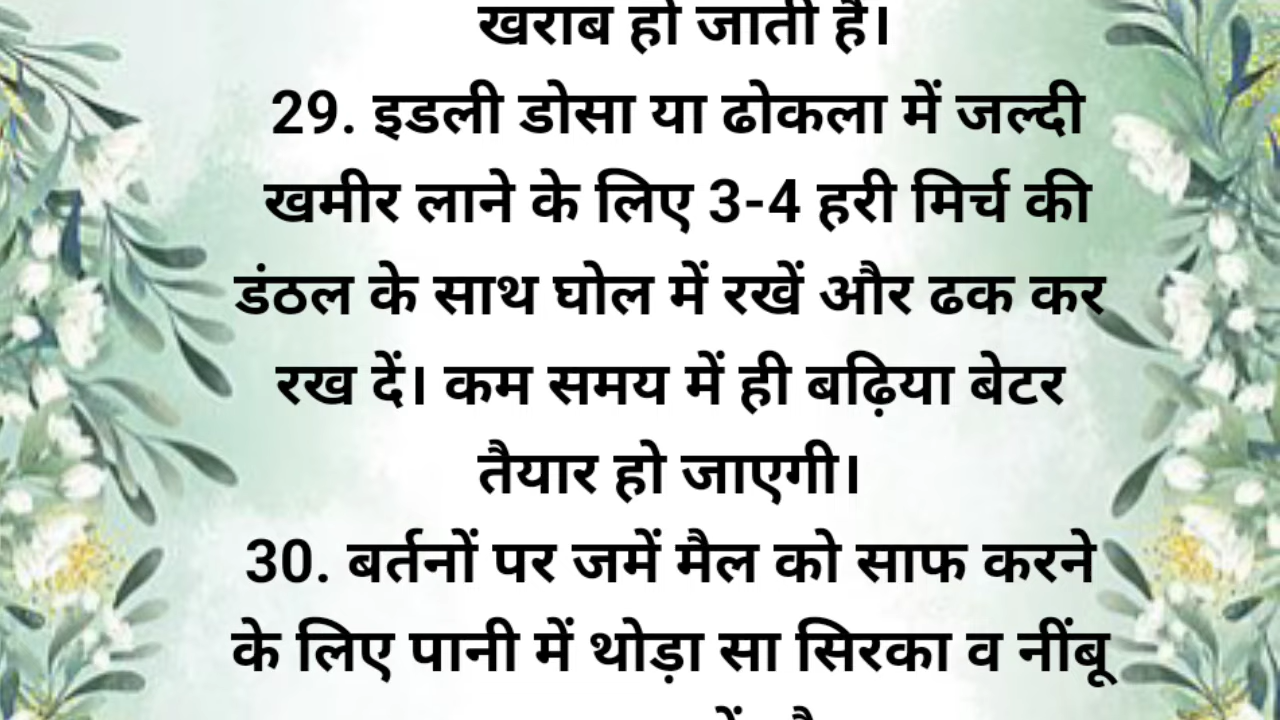 खराब हो जाती है।
29. इडली डोसा या ढोकला में जल्दी
खमीर लाने के लिए 3-4 हरी मिर्च की
डंठल के साथ घोल में रखें और ढक कर
रख दें। कम समय में ही बढ़िया बेटर
तैयार हो जाएगी।
30. बर्तनों पर जमें मैल को साफ करने
के लिए पानी में थोड़ा सा सिरका व नींबू